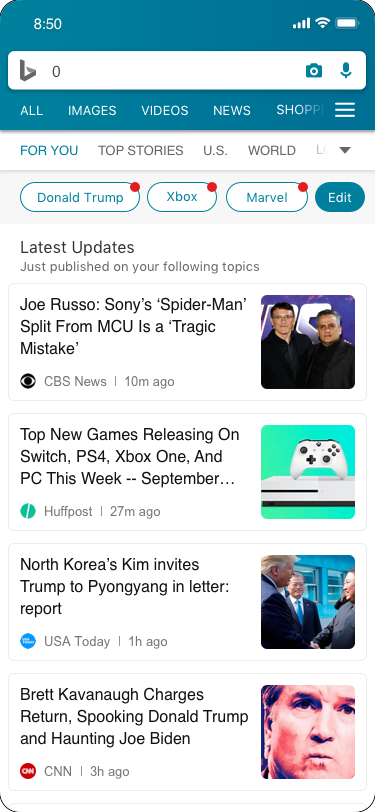 8:50
0
ALL IMAGES VIDEOS NEWS SHOPP
FOR YOU TOP STORIES U.S. WORLD LO
Donald Trump Xbox Marvel Edit
Latest Updates
Just published on your following topics
Joe Russo: Sony’s ‘Spider-Man’
Split From MCU Is a ‘Tragic
Mistake’
CBS News | 10m ago
Top New Games Releasing On
Switch, PS4, Xbox One, And
PC This Week -- September…
Huffpost | 27m ago
North Korea’s Kim invites
Trump to Pyongyang in letter:
report
USA Today | 1h ago
Brett Kavanaugh Charges
Return, Spooking Donald Trump
and Haunting Joe Biden
CNN
CNN | 3h ago